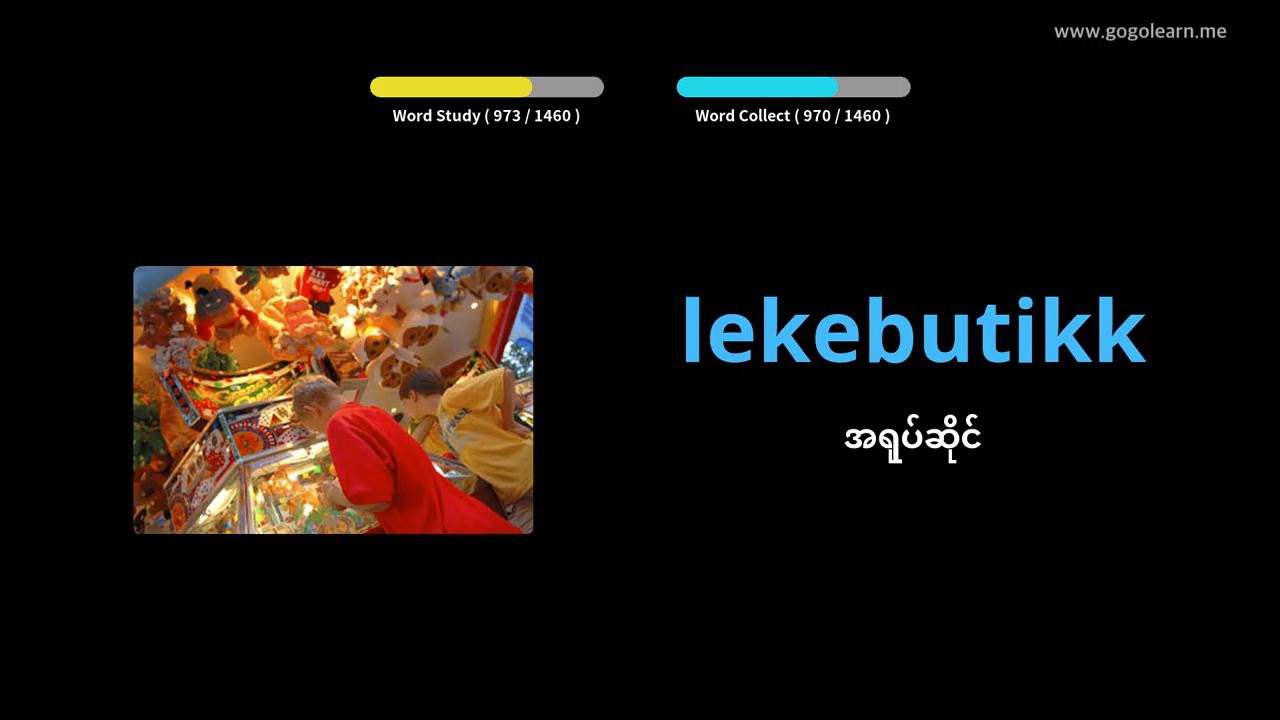 www.gogolearn.me
Word Study ( 973 / 1460 )
Word Collect ( 970 / 1460 )
lekebutikk
အရုပ်ဆိုင်